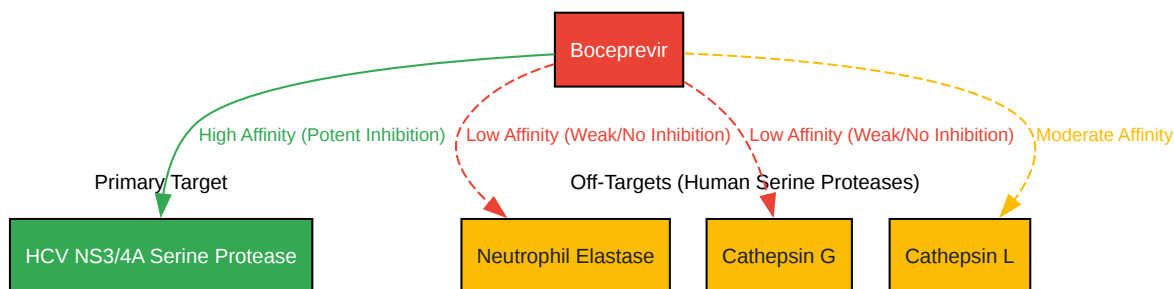 Boceprevir
High Affinity (Potent Inhibition)
Low Affinity (Weak/No Inhibition)
Low Affinity (Weak/No Inhibition)
Moderate Affinity
Primary Target
Off-Targets (Human Serine Proteases)
HCV NS3/4A Serine Protease
Neutrophil Elastase
Cathepsin G
Cathepsin L